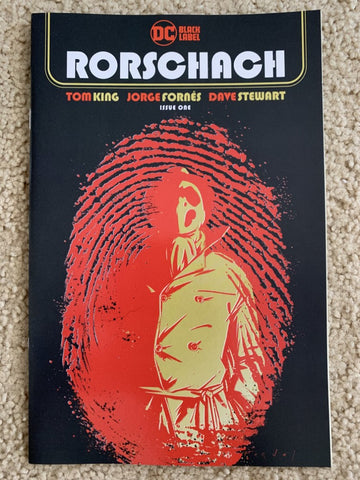 DC BLACK LABEL
RORSCHACH
TOM KING JORGE FORNÉS DAVE STEWART
ISSUE ONE